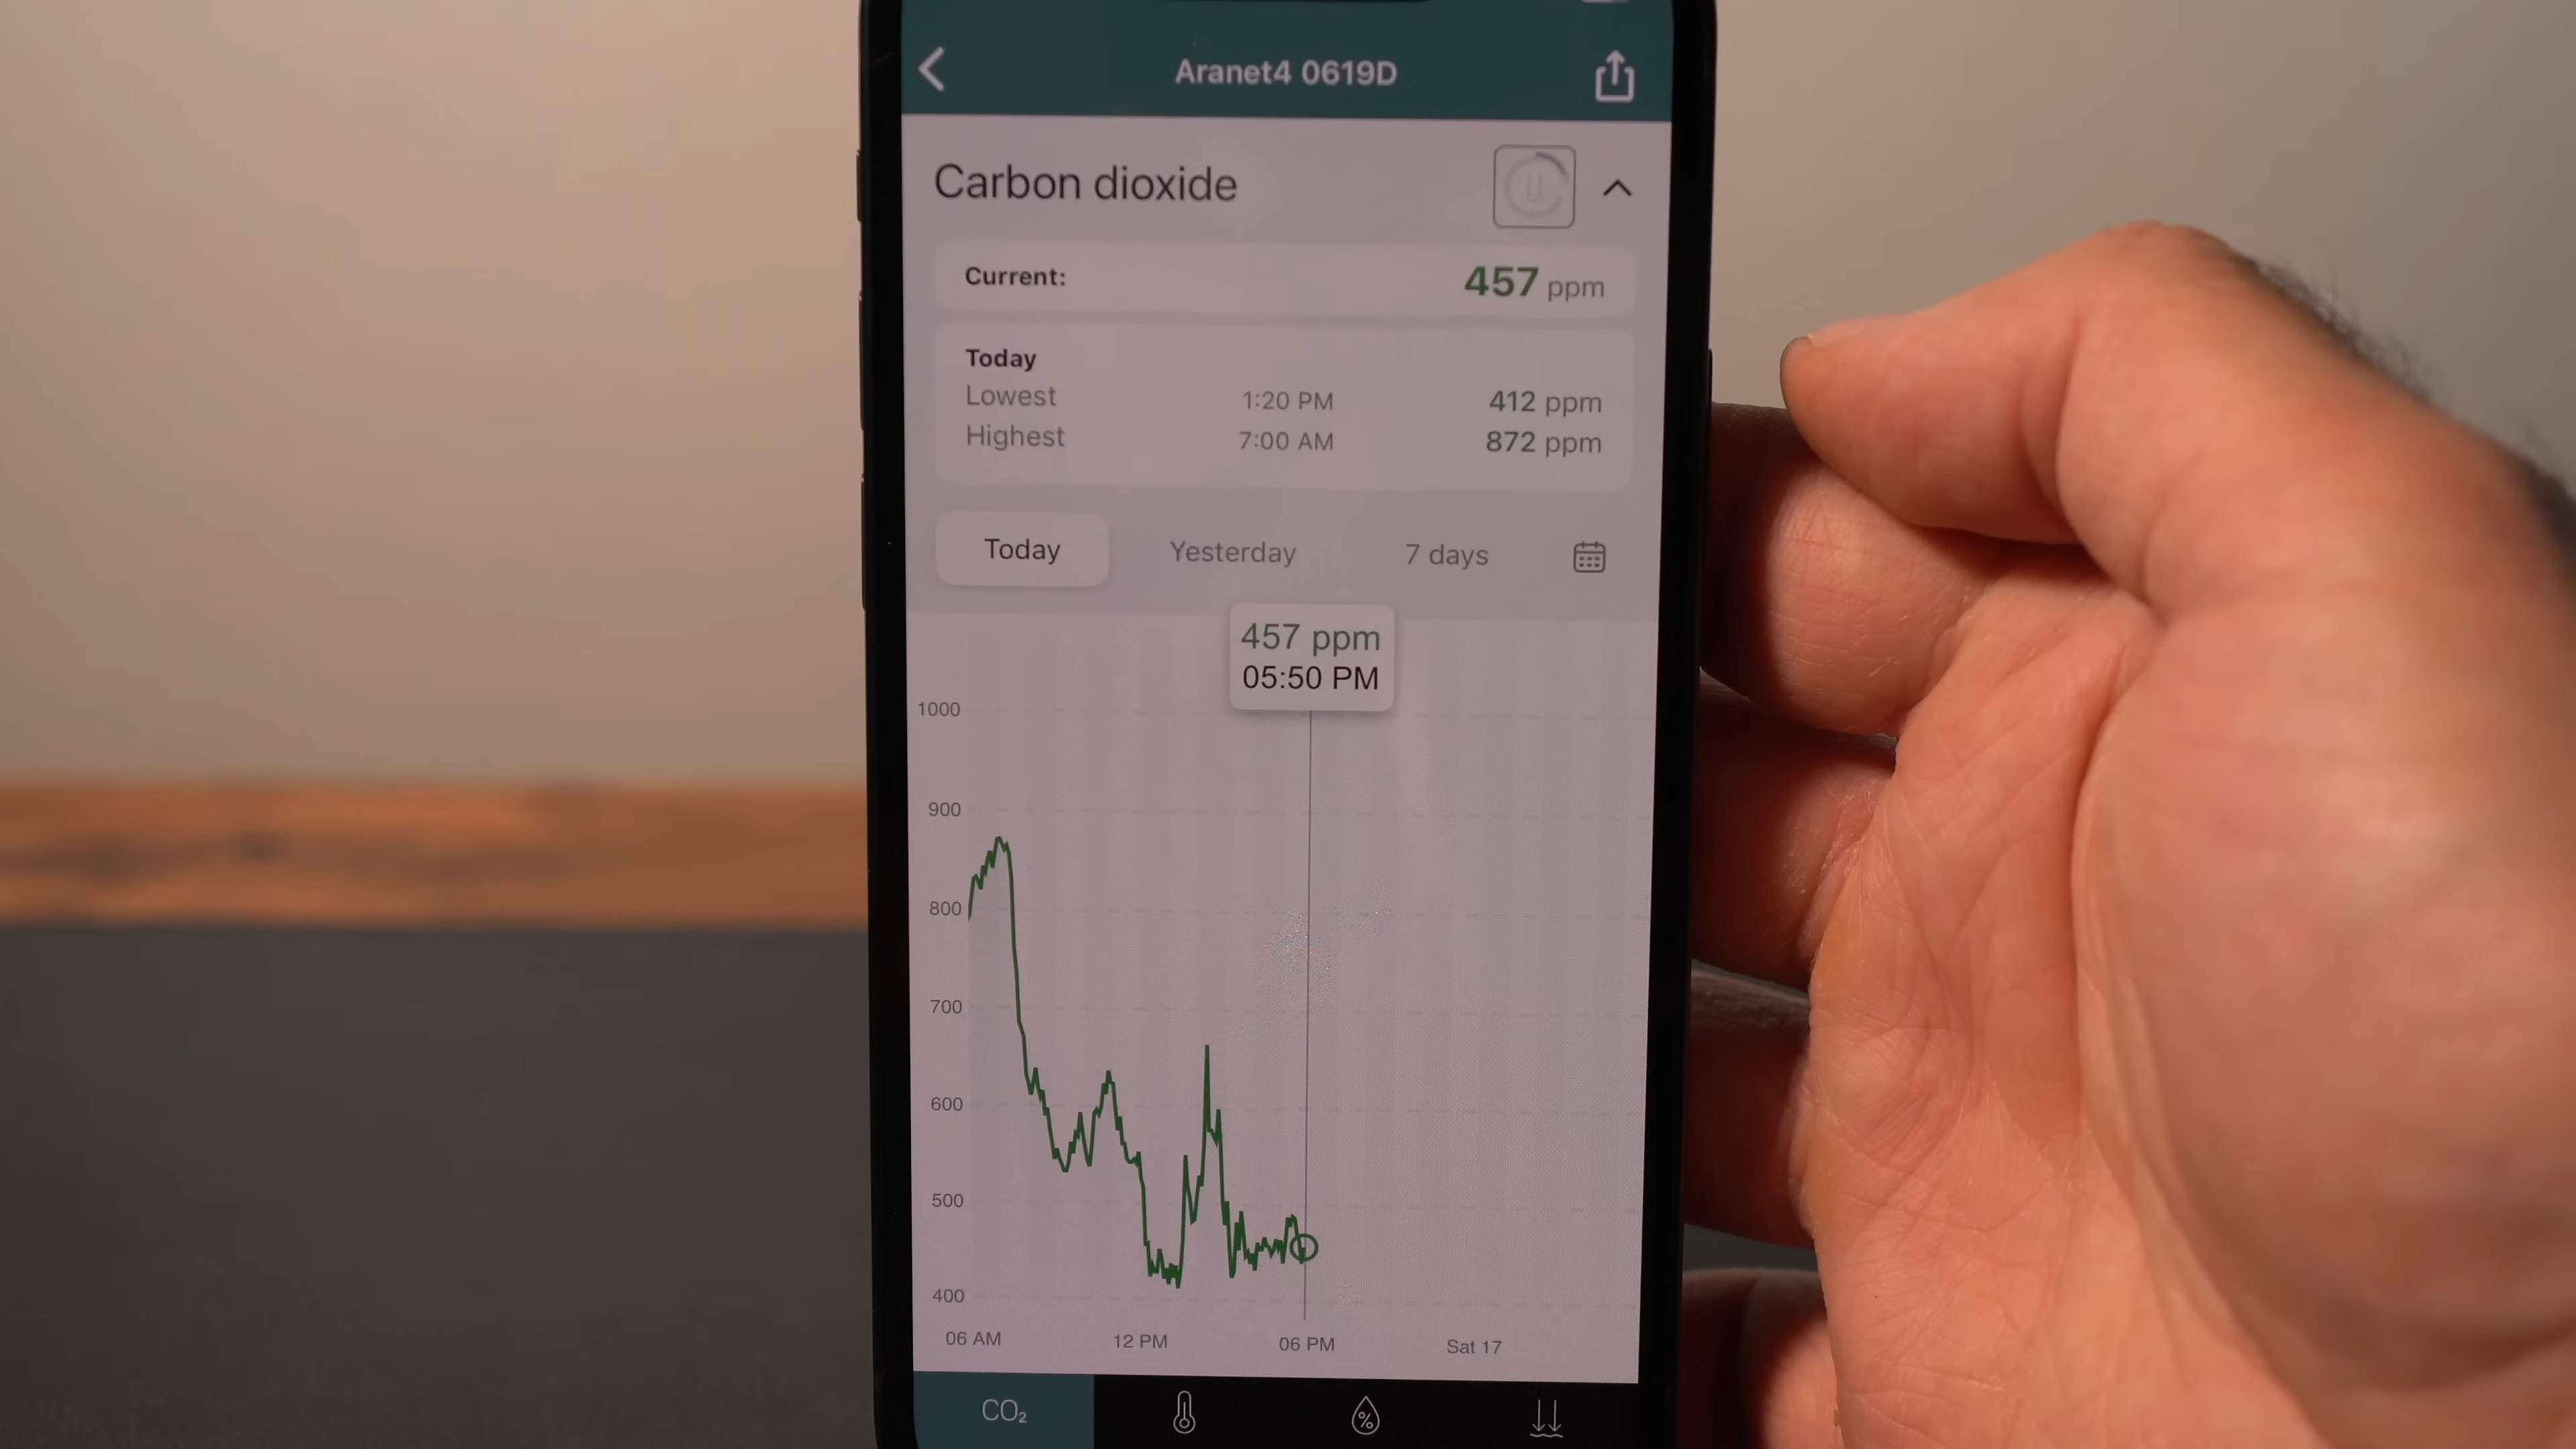 Aranet4 0619D
Carbon dioxide
Current: 457 ppm
Today
Lowest 1:20 PM 412 ppm
Highest 7:00 AM 872 ppm
Today Yesterday 7 days
457 ppm
05:50 PM
1000
900
800
700
600
500
400
06 AM 12 PM 06 PM Sat 17
CO₂ %